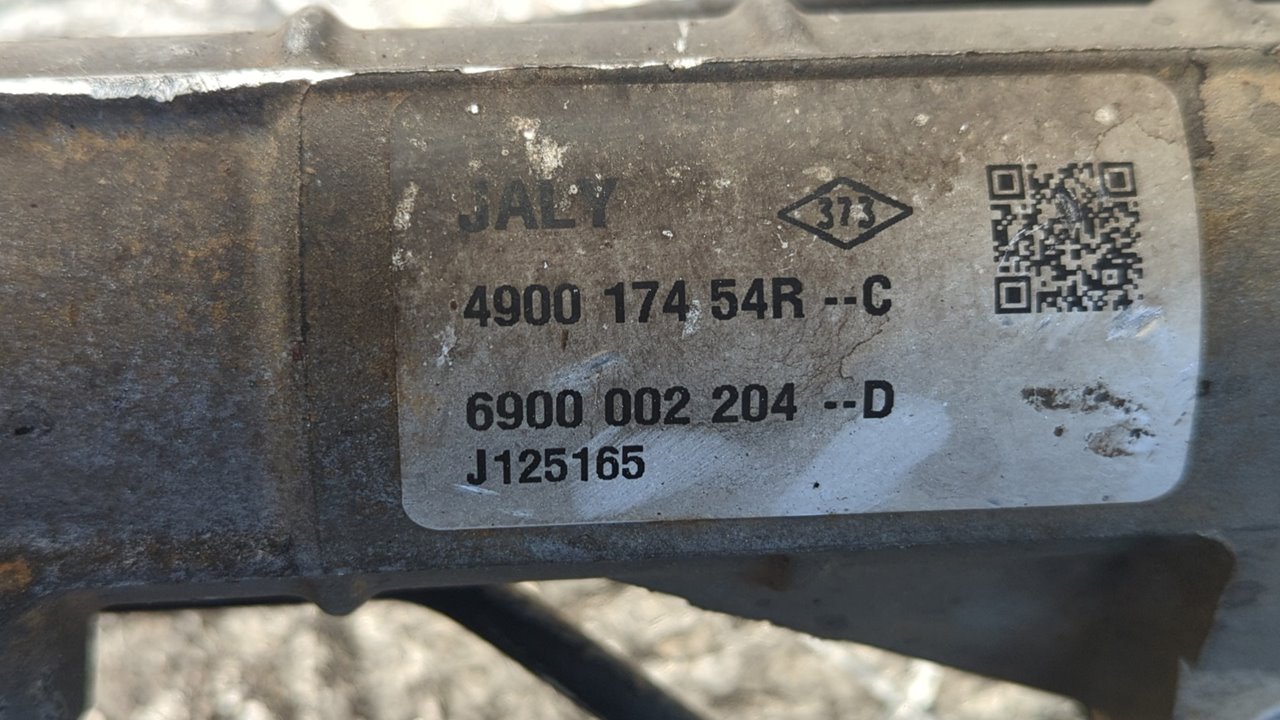 JALY
373
4900 174 54R --C
6900 002 204 --D
J125165